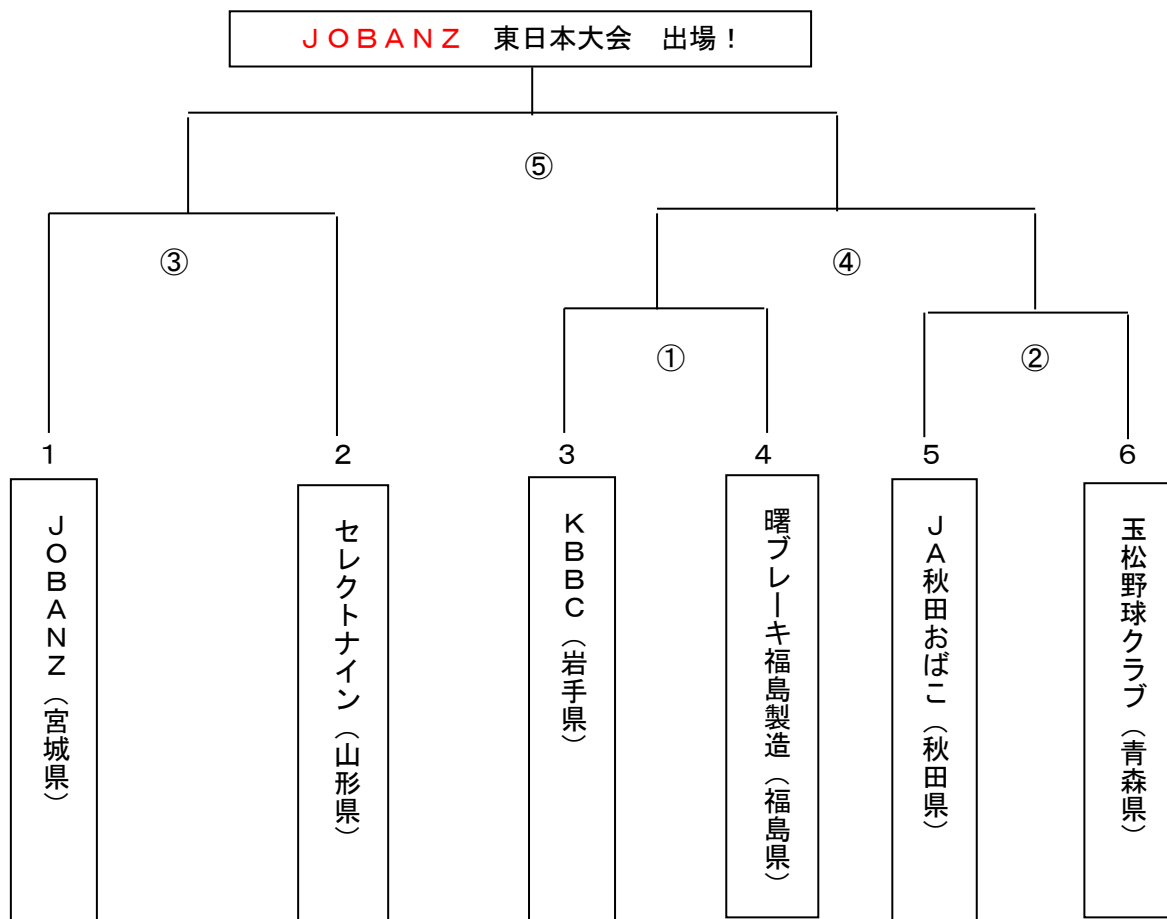 ＪＯＢＡＮＺ　東日本大会　出場！
⑤
③
④
①
②
１
２
３
４
５
６
ＪＯＢＡＮＺ（宮城県）
セレクトナイン（山形県）
ＫＢＢＣ（岩手県）
曙ブレーキ福島製造（福島県）
ＪＡ秋田おばこ（秋田県）
玉松野球クラブ（青森県）